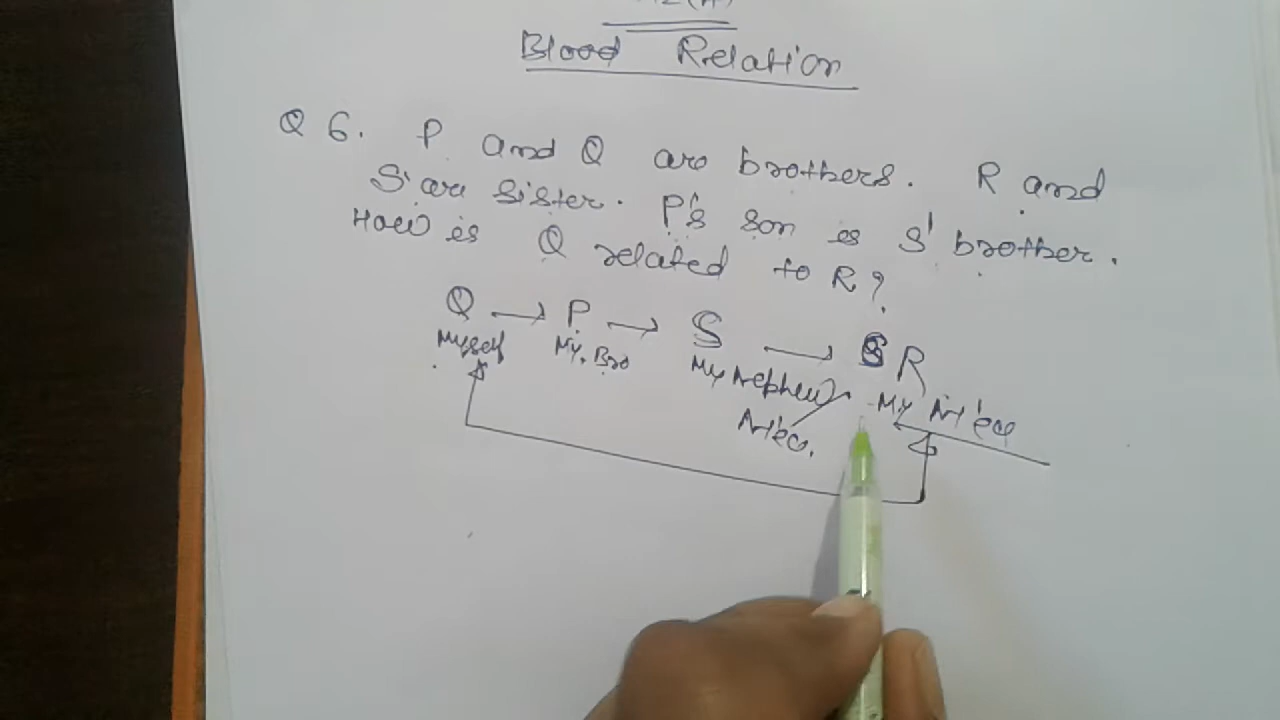 Blood Relation
Q 6. P and Q are brothers. R and
S are sister. P's son is S' brother.
How is Q related to R?
Q → P → S → R
Myself My Bro My Nephew My Niece
Niece.